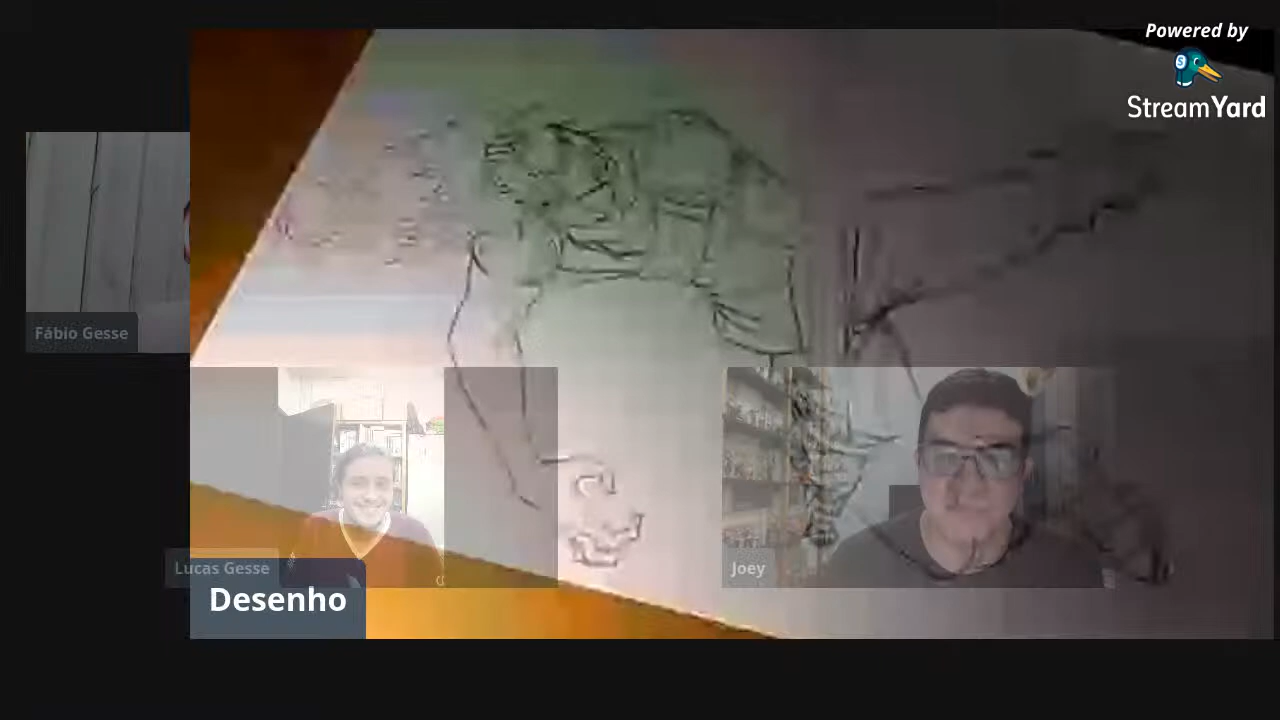 Powered by
StreamYard
Fábio Gesse
Lucas Gesse
Joey
Desenho